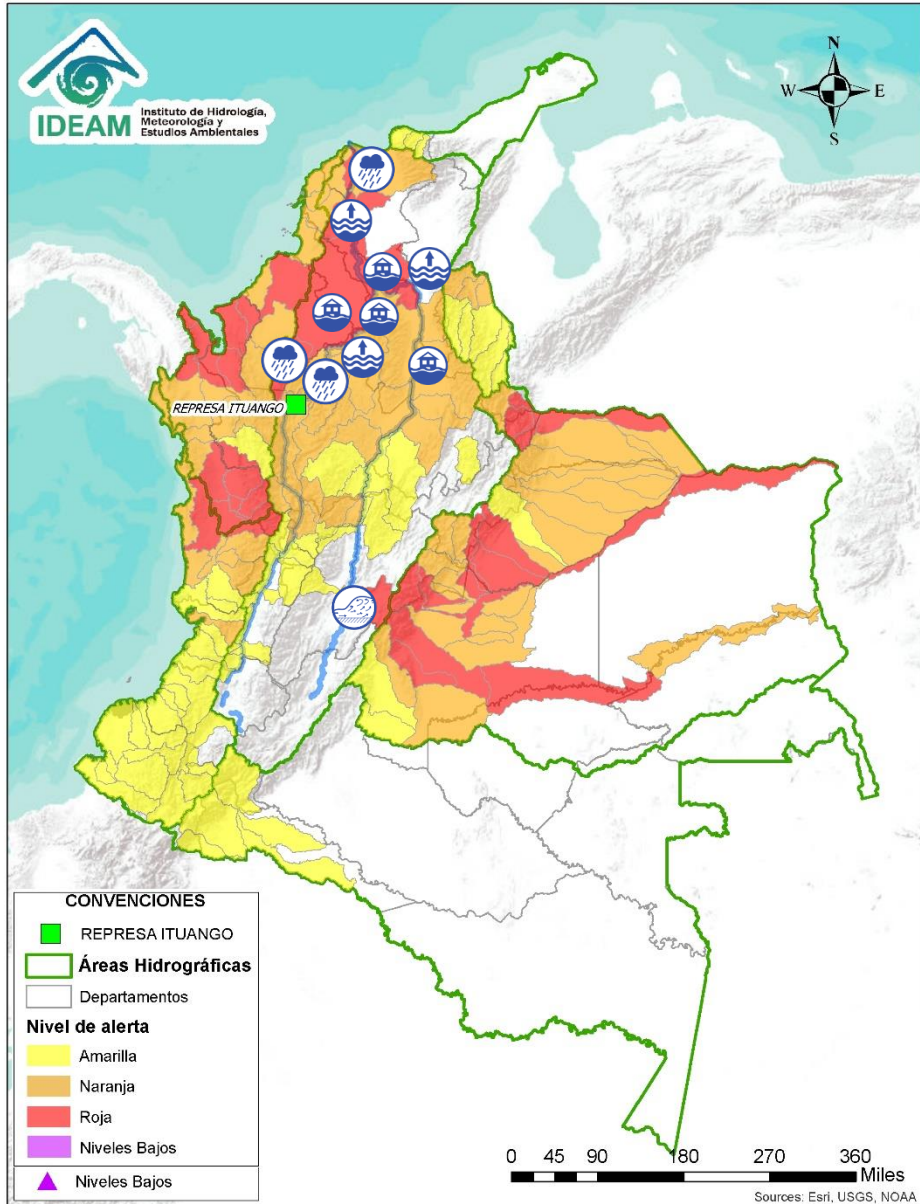 IDEAM
Instituto de Hidrología,
Meteorología y
Estudios Ambientales
N
W
E
S
REPRESA ITUANGO
CONVENCIONES
REPRESA ITUANGO
Áreas Hidrográficas
Departamentos
Nivel de alerta
Amarilla
Naranja
Roja
Niveles Bajos
Niveles Bajos
0 45 90 180 270 360
Miles
Sources: Esri, USGS, NOAA